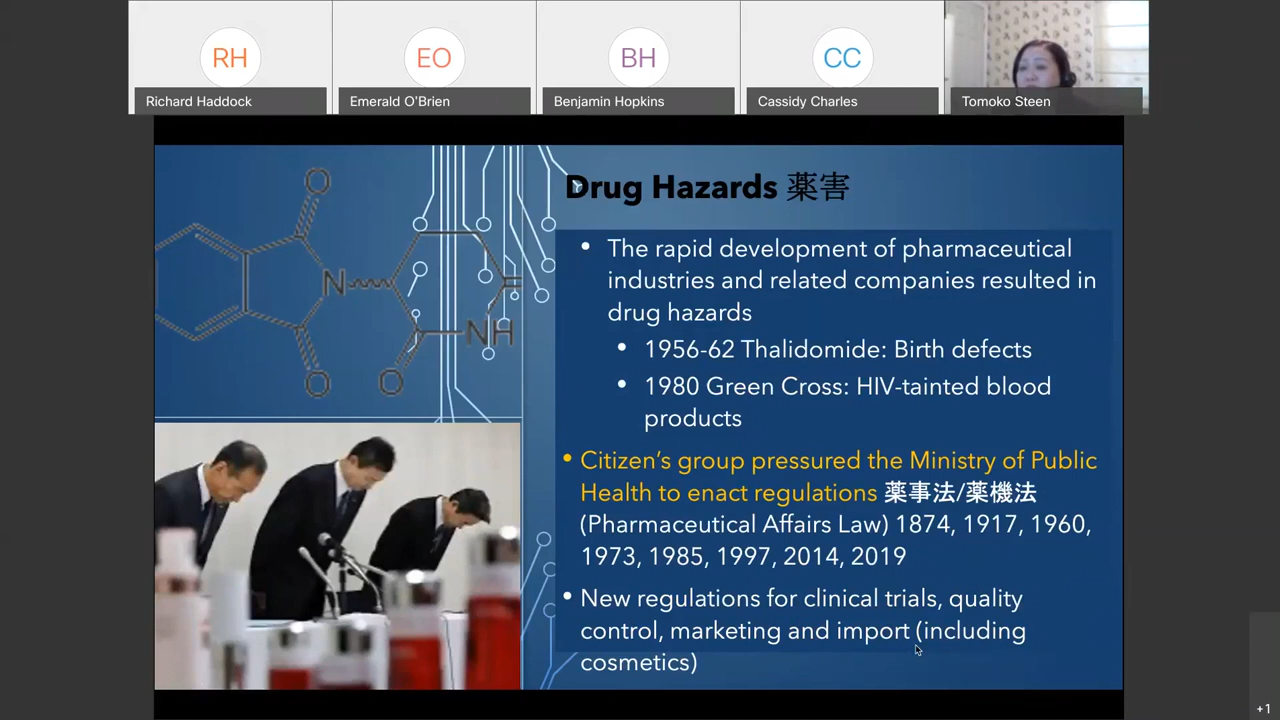 RH
EO
BH
CC
Richard Haddock
Emerald O'Brien
Benjamin Hopkins
Cassidy Charles
Tomoko Steen
O
O
N
NH
O
O
Drug Hazards 薬害
• The rapid development of pharmaceutical
industries and related companies resulted in
drug hazards
• 1956-62 Thalidomide: Birth defects
• 1980 Green Cross: HIV-tainted blood
products
• Citizen's group pressured the Ministry of Public
Health to enact regulations 薬事法/薬機法
(Pharmaceutical Affairs Law) 1874, 1917, 1960,
1973, 1985, 1997, 2014, 2019
• New regulations for clinical trials, quality
control, marketing and import (including
cosmetics)
+1